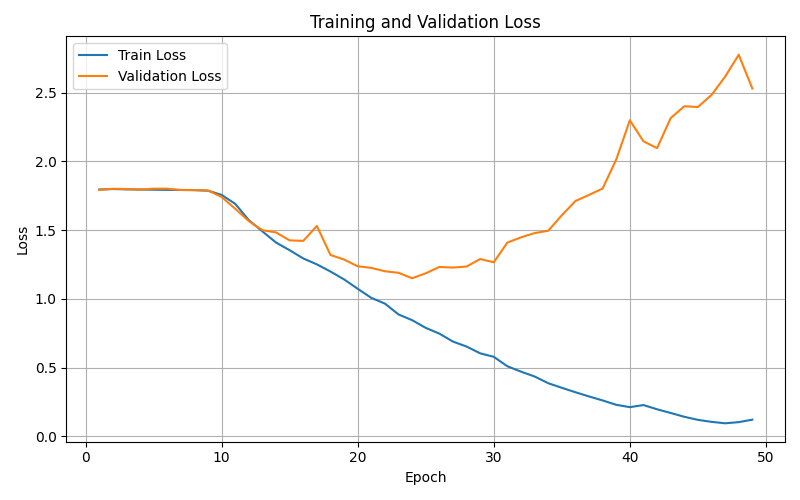 Training and Validation Loss
Train Loss
Validation Loss
2.5
2.0
1.5
1.0
0.5
0.0
Loss
0 10 20 30 40 50
Epoch